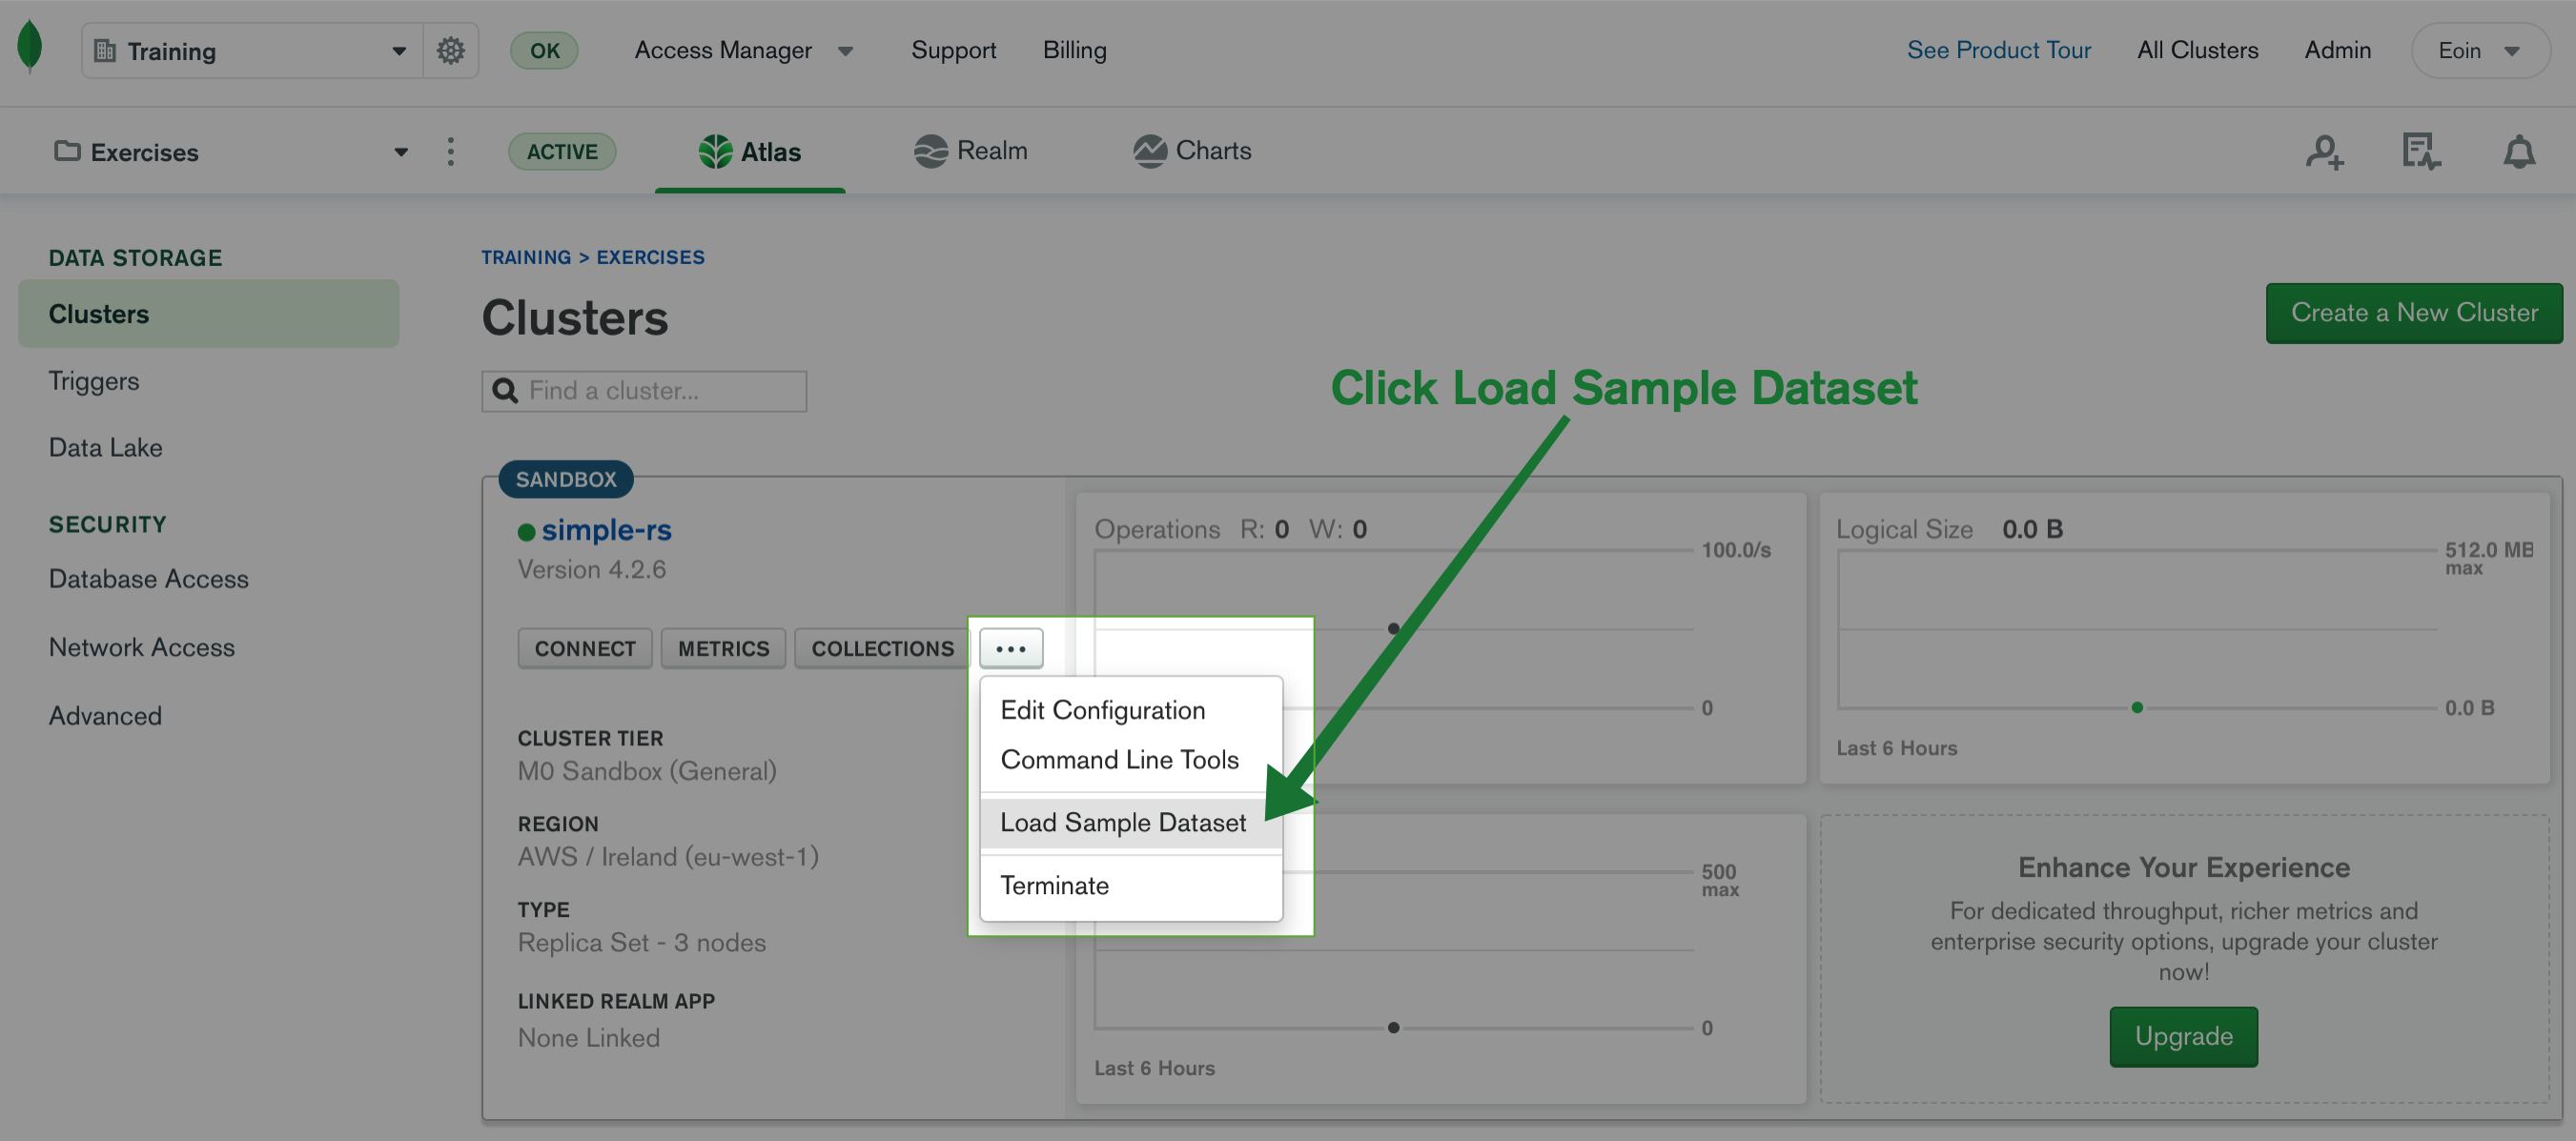 Training
OK
Access Manager
Support
Billing
See Product Tour
All Clusters
Admin
Eoin
Exercises
ACTIVE
Atlas
Realm
Charts
DATA STORAGE
Clusters
Triggers
Data Lake
SECURITY
Database Access
Network Access
Advanced
TRAINING > EXERCISES
Clusters
Create a New Cluster
Find a cluster...
Click Load Sample Dataset
SANDBOX
simple-rs
Version 4.2.6
CONNECT
METRICS
COLLECTIONS
...
Edit Configuration
Command Line Tools
Load Sample Dataset
Terminate
CLUSTER TIER
M0 Sandbox (General)
REGION
AWS / Ireland (eu-west-1)
TYPE
Replica Set - 3 nodes
LINKED REALM APP
None Linked
Operations R: 0 W: 0
100.0/s
0
Logical Size 0.0 B
512.0 MB
max
0.0 B
Last 6 Hours
500
max
0
Last 6 Hours
Enhance Your Experience
For dedicated throughput, richer metrics and
enterprise security options, upgrade your cluster
now!
Upgrade